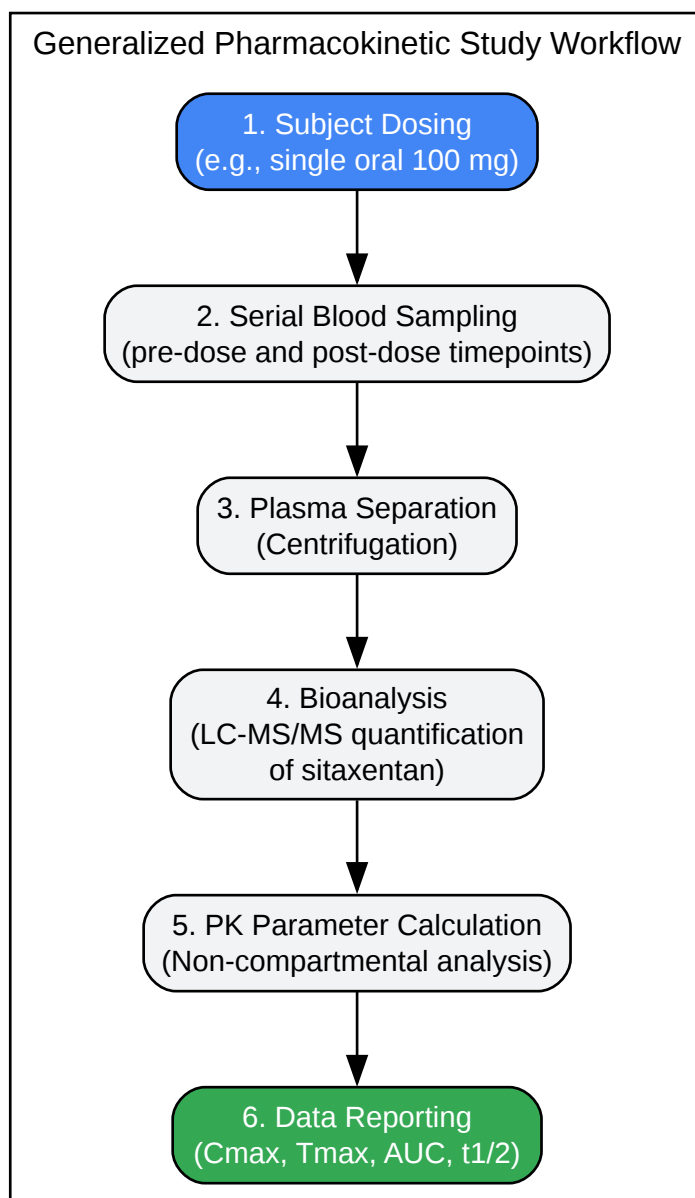 Generalized Pharmacokinetic Study Workflow
1. Subject Dosing
(e.g., single oral 100 mg)
2. Serial Blood Sampling
(pre-dose and post-dose timepoints)
3. Plasma Separation
(Centrifugation)
4. Bioanalysis
(LC-MS/MS quantification
of sitaxentan)
5. PK Parameter Calculation
(Non-compartmental analysis)
6. Data Reporting
(Cmax, Tmax, AUC, t1/2)